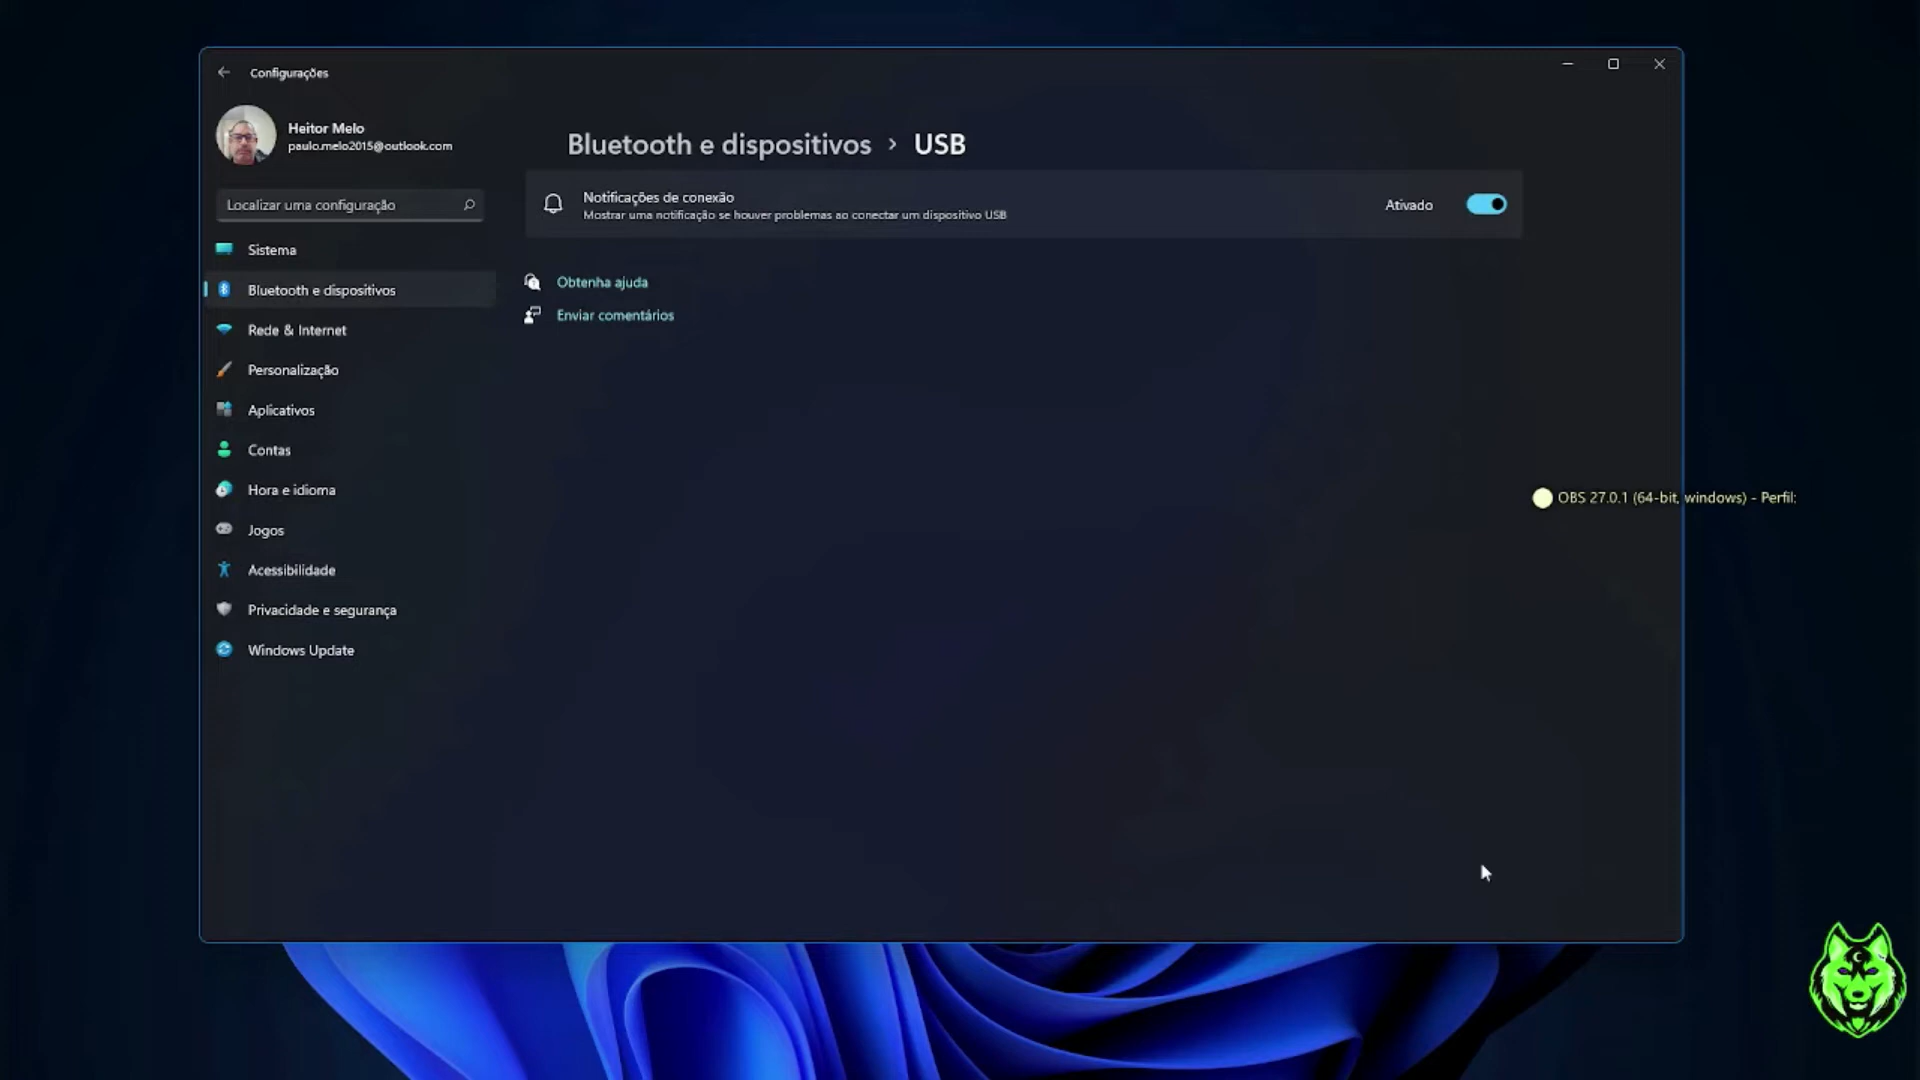 Configurações
Heitor Melo
paulo.melo2015@outlook.com
Localizar uma configuração
Sistema
Bluetooth e dispositivos
Rede & Internet
Personalização
Aplicativos
Contas
Hora e idioma
Jogos
Acessibilidade
Privacidade e segurança
Windows Update
Bluetooth e dispositivos > USB
Notificações de conexão
Mostrar uma notificação se houver problemas ao conectar um dispositivo USB
Ativado
Obtenha ajuda
Enviar comentários
OBS 27.0.1 (64-bit, windows) - Perfil: